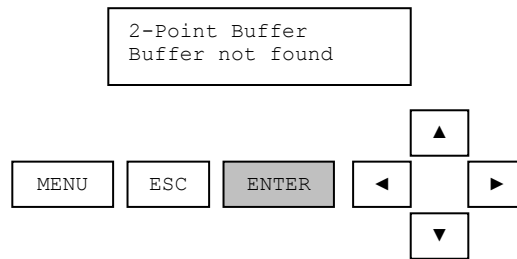 2-Point Buffer
Buffer not found
▲
MENU ESC ENTER ◄ ►
▼